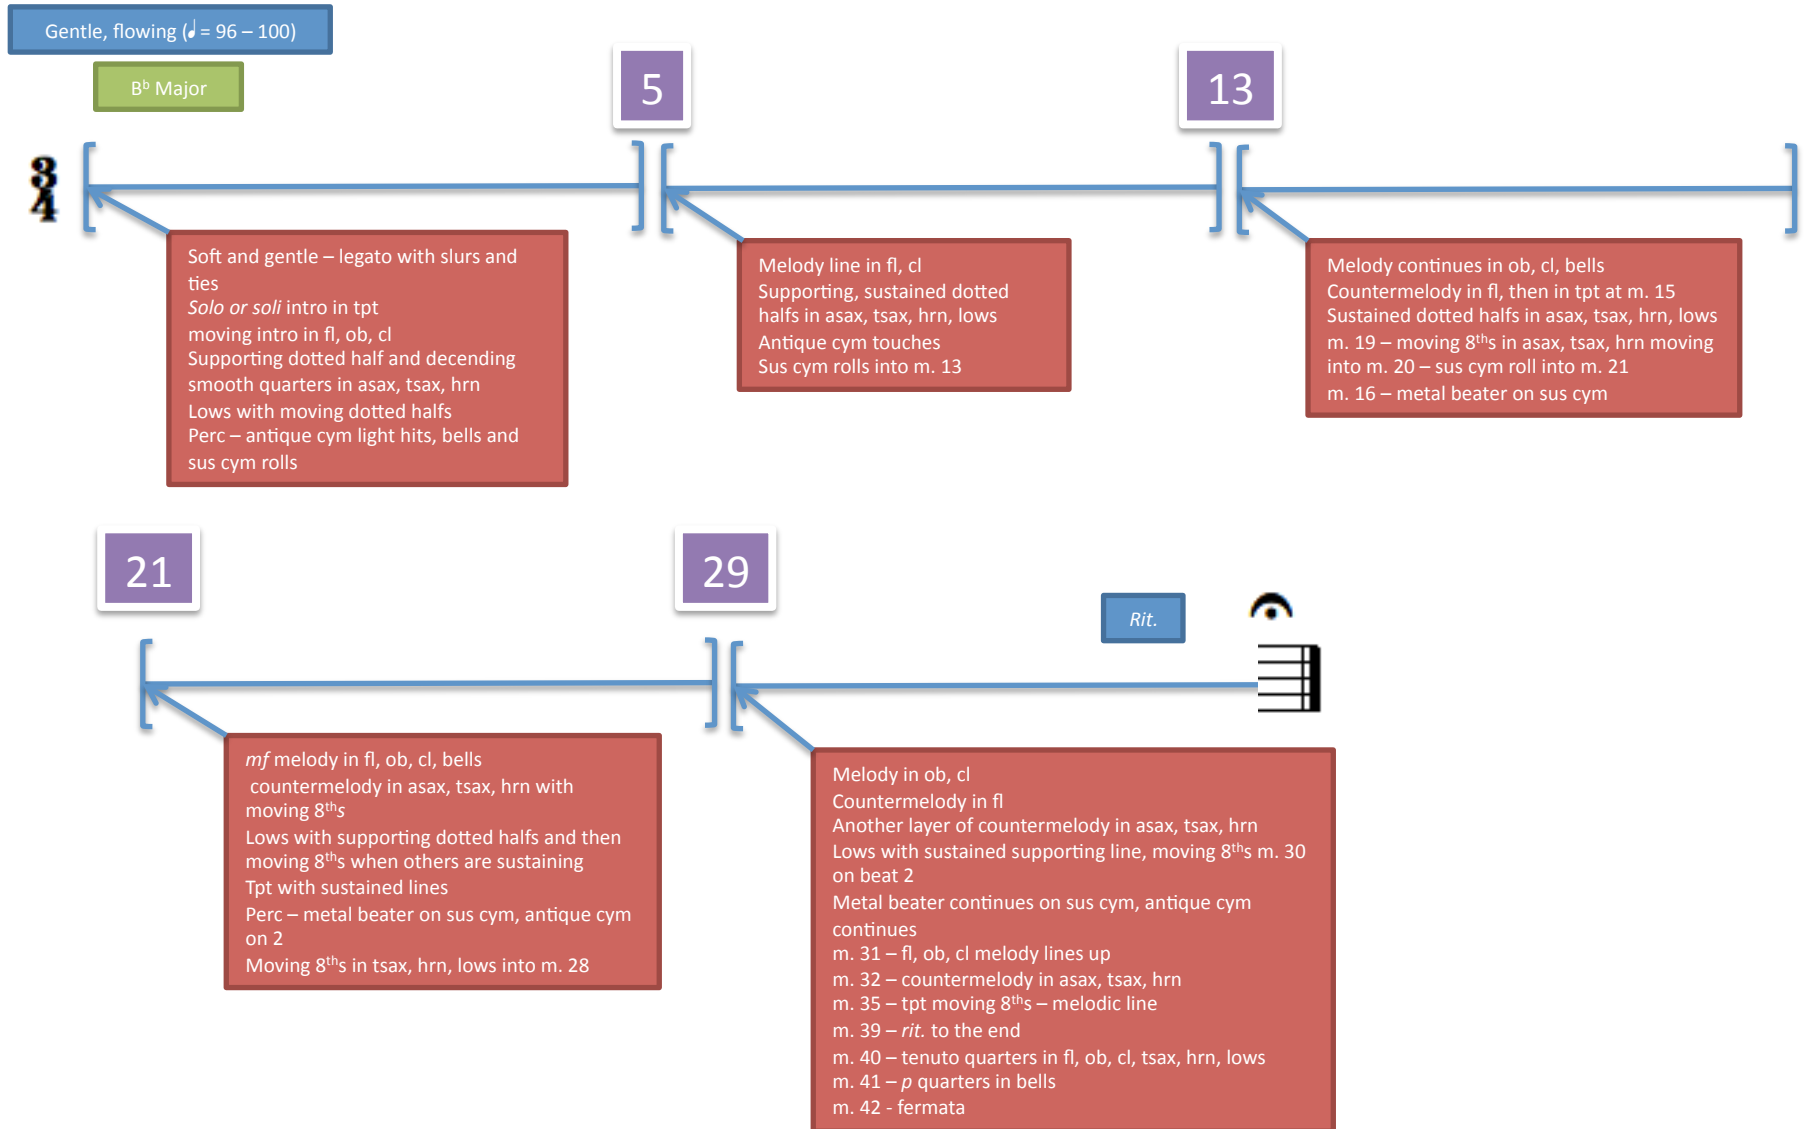 Gentle, flowing (♩ = 96 – 100)
B♭ Major
5
13
3
4
Soft and gentle – legato with slurs and
ties
Solo or soli intro in tpt
moving intro in fl, ob, cl
Supporting dotted half and decending
smooth quarters in asax, tsax, hrn
Lows with moving dotted halfs
Perc – antique cym light hits, bells and
sus cym rolls
Melody line in fl, cl
Supporting, sustained dotted
halfs in asax, tsax, hrn, lows
Antique cym touches
Sus cym rolls into m. 13
Melody continues in ob, cl, bells
Countermelody in fl, then in tpt at m. 15
Sustained dotted halfs in asax, tsax, hrn, lows
m. 19 – moving 8ths in asax, tsax, hrn moving
into m. 20 – sus cym roll into m. 21
m. 16 – metal beater on sus cym
21
29
Rit.
mf melody in fl, ob, cl, bells
countermelody in asax, tsax, hrn with
moving 8ths
Lows with supporting dotted halfs and then
moving 8ths when others are sustaining
Tpt with sustained lines
Perc – metal beater on sus cym, antique cym
on 2
Moving 8ths in tsax, hrn, lows into m. 28
Melody in ob, cl
Countermelody in fl
Another layer of countermelody in asax, tsax, hrn
Lows with sustained supporting line, moving 8ths m. 30
on beat 2
Metal beater continues on sus cym, antique cym
continues
m. 31 – fl, ob, cl melody lines up
m. 32 – countermelody in asax, tsax, hrn
m. 35 – tpt moving 8ths – melodic line
m. 39 – rit. to the end
m. 40 – tenuto quarters in fl, ob, cl, tsax, hrn, lows
m. 41 – p quarters in bells
m. 42 - fermata